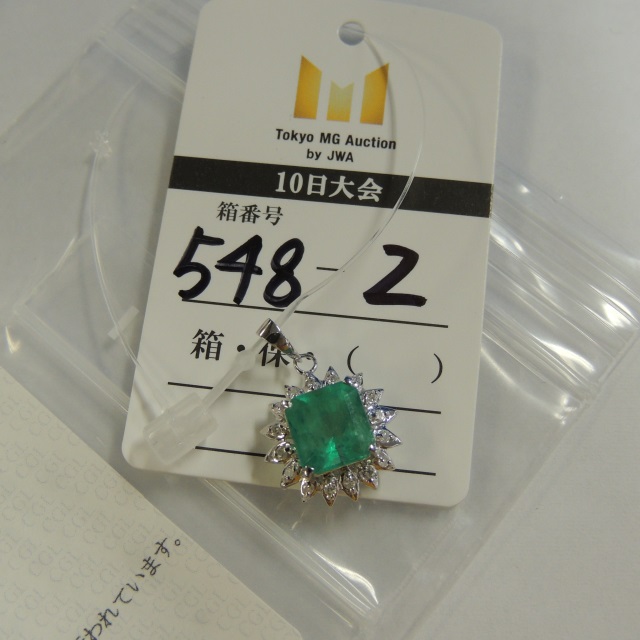 Tokyo MG Auction
by JWA
10日大会
箱番号
548-2
箱・保 ( )
われています。